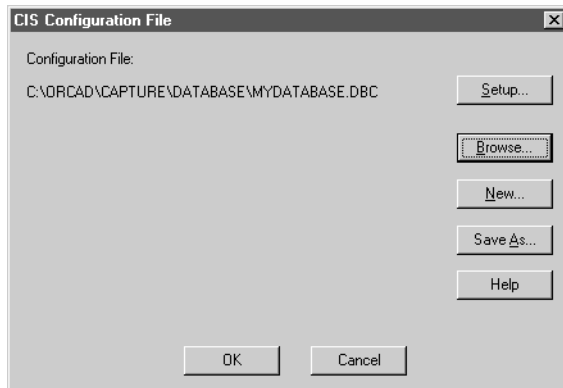 CIS Configuration File
Configuration File:
C:\ORCAD\CAPTURE\DATABASE\MYDATABASE.DBC
Setup...
Browse...
New...
Save As...
Help
OK
Cancel